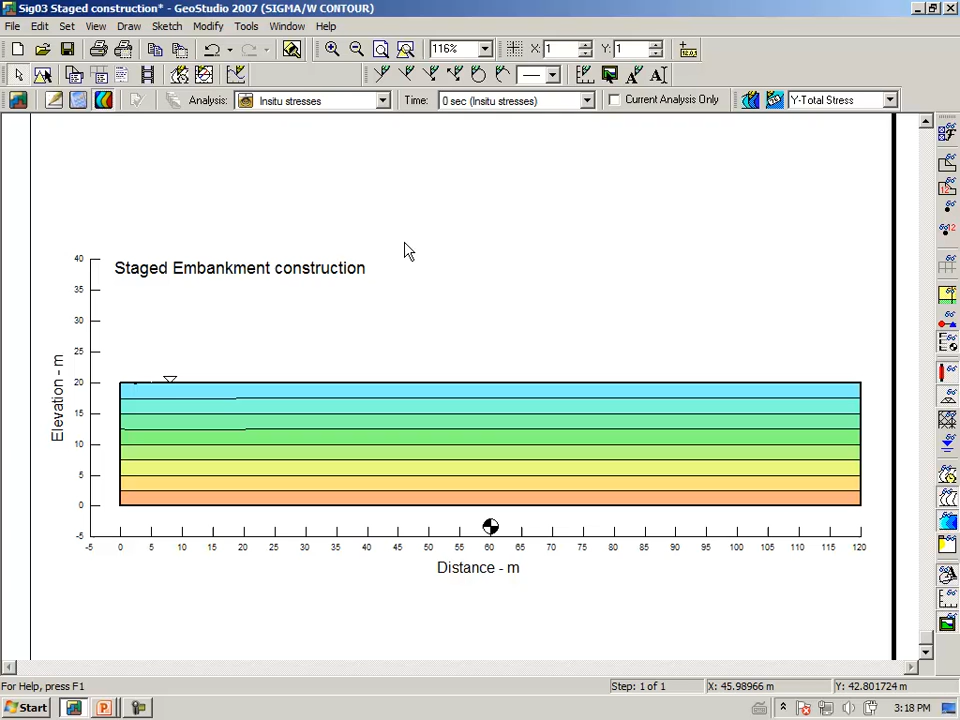 Sig03 Staged construction* - GeoStudio 2007 (SIGMA/W CONTOUR)
File Edit Set View Draw Sketch Modify Tools Window Help
116% X: 1 Y: 1
Analysis: Insitu stresses Time: 0 sec (Insitu stresses) Current Analysis Only Y-Total Stress
Staged Embankment construction
40
35
30
25
20
15
10
5
0
-5
Elevation - m
-5 0 5 10 15 20 25 30 35 40 45 50 55 60 65 70 75 80 85 90 95 100 105 110 115 120
Distance - m
For Help, press F1 Step: 1 of 1 X: 45.98966 m Y: 42.801724 m
Start 3:18 PM